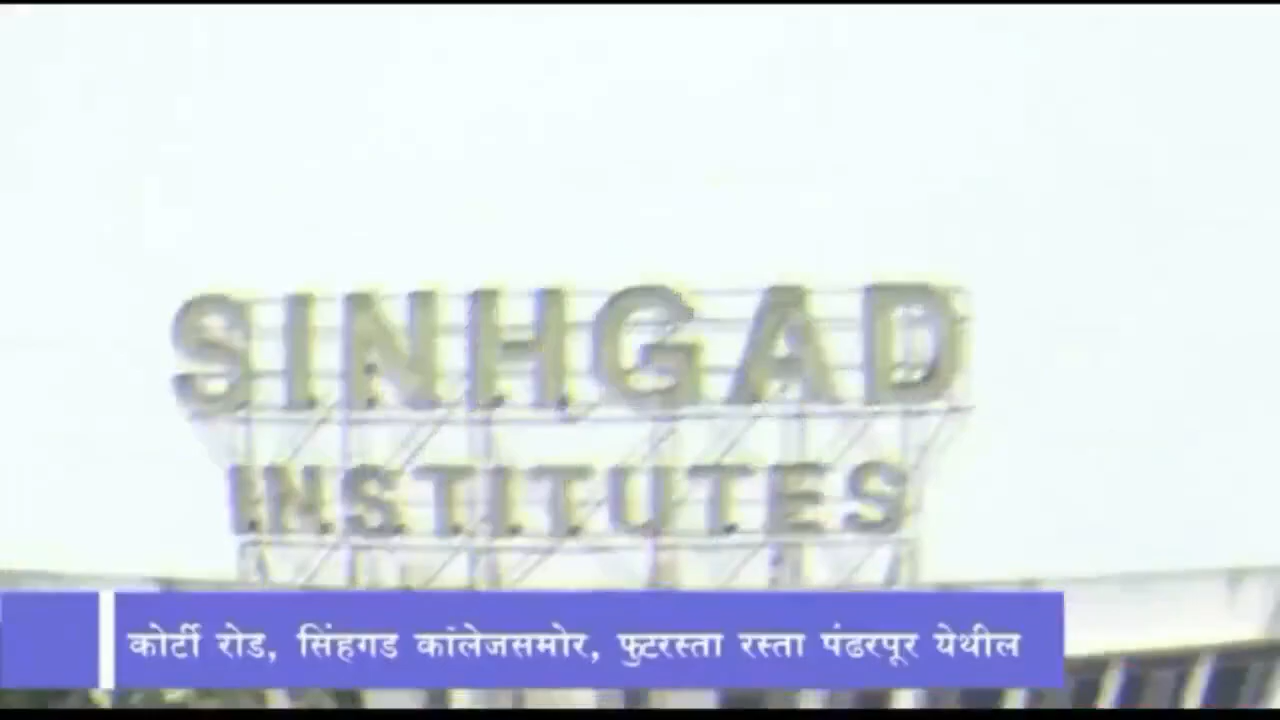 SINHGAD
INSTITUTES
कोर्टी रोड, सिंहगड कॉलेजसमोर, फुटरस्ता रस्ता पंढरपूर येथील